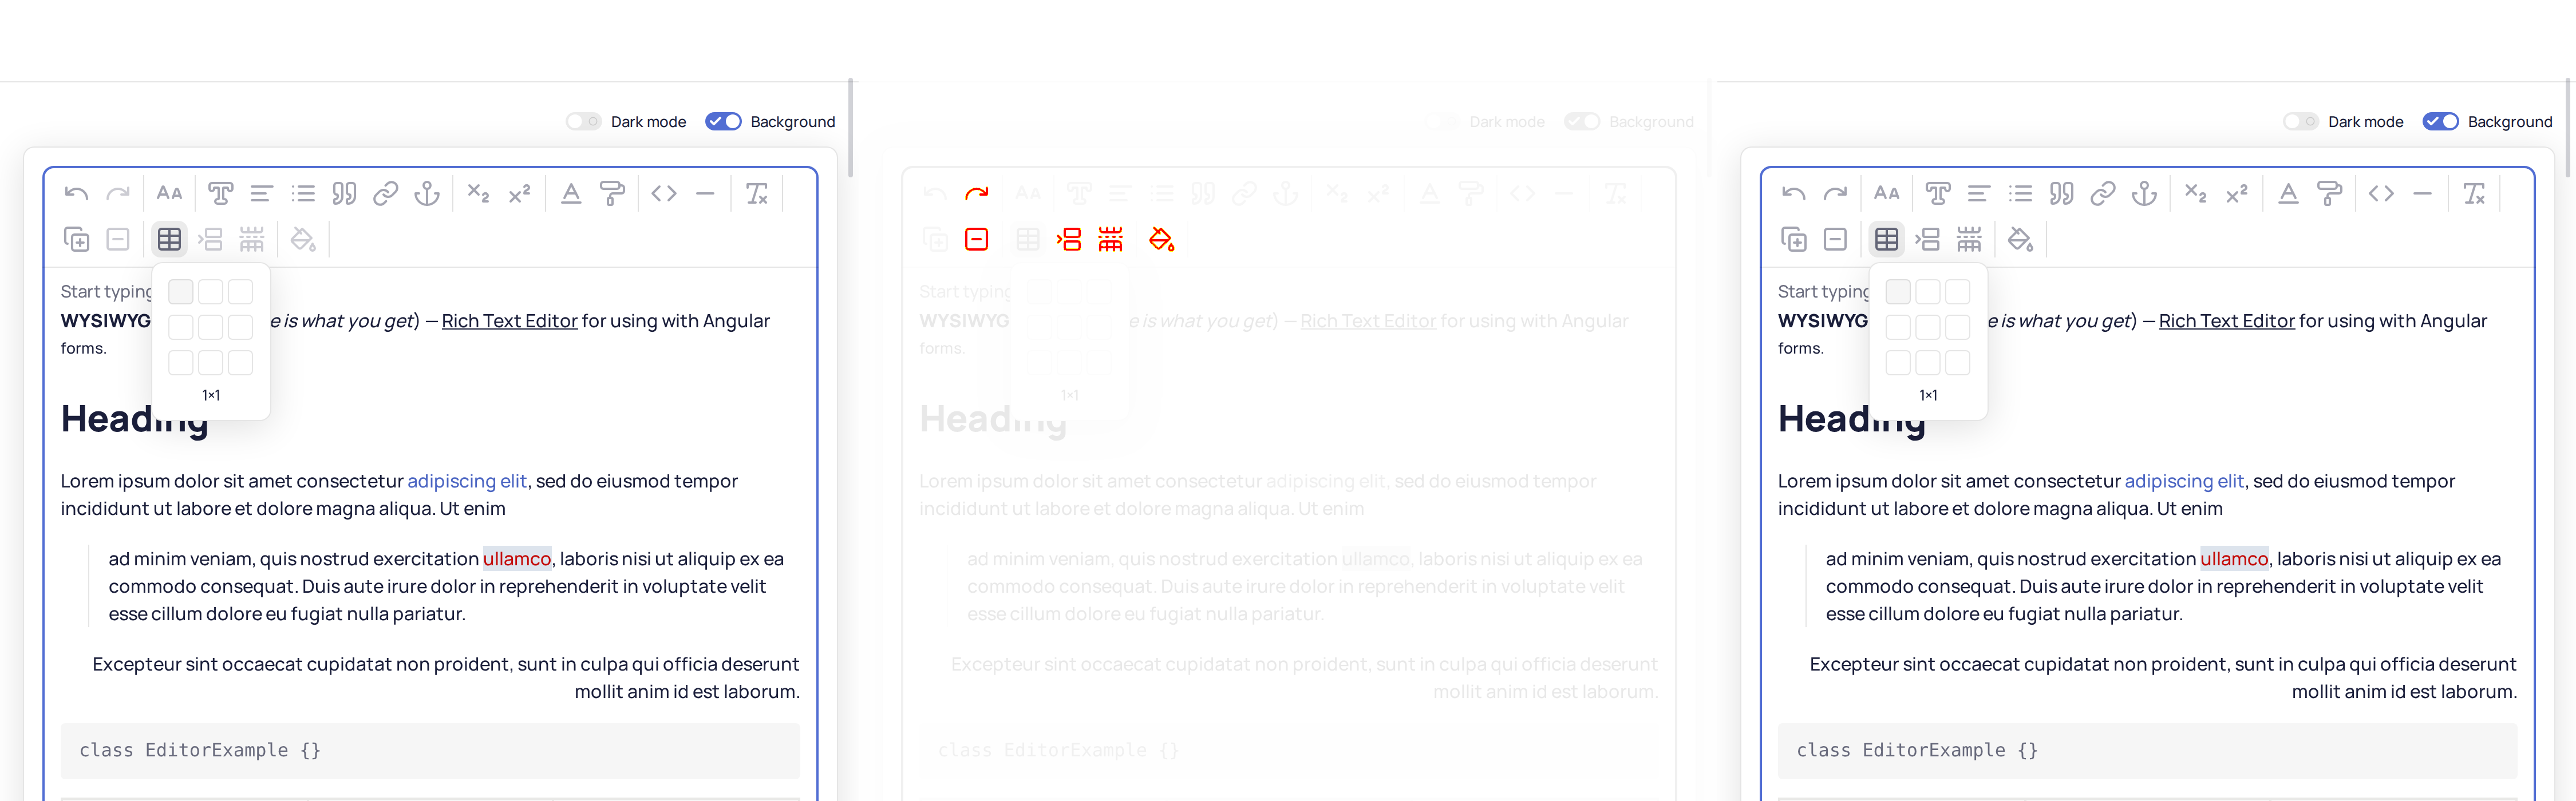 Dark mode Background
Start typing
WYSIWYG e is what you get) — Rich Text Editor for using with Angular
forms.
1×1
Heading
Lorem ipsum dolor sit amet consectetur adipiscing elit, sed do eiusmod tempor
incididunt ut labore et dolore magna aliqua. Ut enim
ad minim veniam, quis nostrud exercitation ullamco, laboris nisi ut aliquip ex ea
commodo consequat. Duis aute irure dolor in reprehenderit in voluptate velit
esse cillum dolore eu fugiat nulla pariatur.
Excepteur sint occaecat cupidatat non proident, sunt in culpa qui officia deserunt
mollit anim id est laborum.
class EditorExample {}
Dark mode Background
Start typing
WYSIWYG e is what you get) — Rich Text Editor for using with Angular
forms.
1×1
Heading
Lorem ipsum dolor sit amet consectetur adipiscing elit, sed do eiusmod tempor
incididunt ut labore et dolore magna aliqua. Ut enim
ad minim veniam, quis nostrud exercitation ullamco, laboris nisi ut aliquip ex ea
commodo consequat. Duis aute irure dolor in reprehenderit in voluptate velit
esse cillum dolore eu fugiat nulla pariatur.
Excepteur sint occaecat cupidatat non proident, sunt in culpa qui officia deserunt
mollit anim id est laborum.
class EditorExample {}
Dark mode Background
Start typing
WYSIWYG e is what you get) — Rich Text Editor for using with Angular
forms.
1×1
Heading
Lorem ipsum dolor sit amet consectetur adipiscing elit, sed do eiusmod tempor
incididunt ut labore et dolore magna aliqua. Ut enim
ad minim veniam, quis nostrud exercitation ullamco, laboris nisi ut aliquip ex ea
commodo consequat. Duis aute irure dolor in reprehenderit in voluptate velit
esse cillum dolore eu fugiat nulla pariatur.
Excepteur sint occaecat cupidatat non proident, sunt in culpa qui officia deserunt
mollit anim id est laborum.
class EditorExample {}